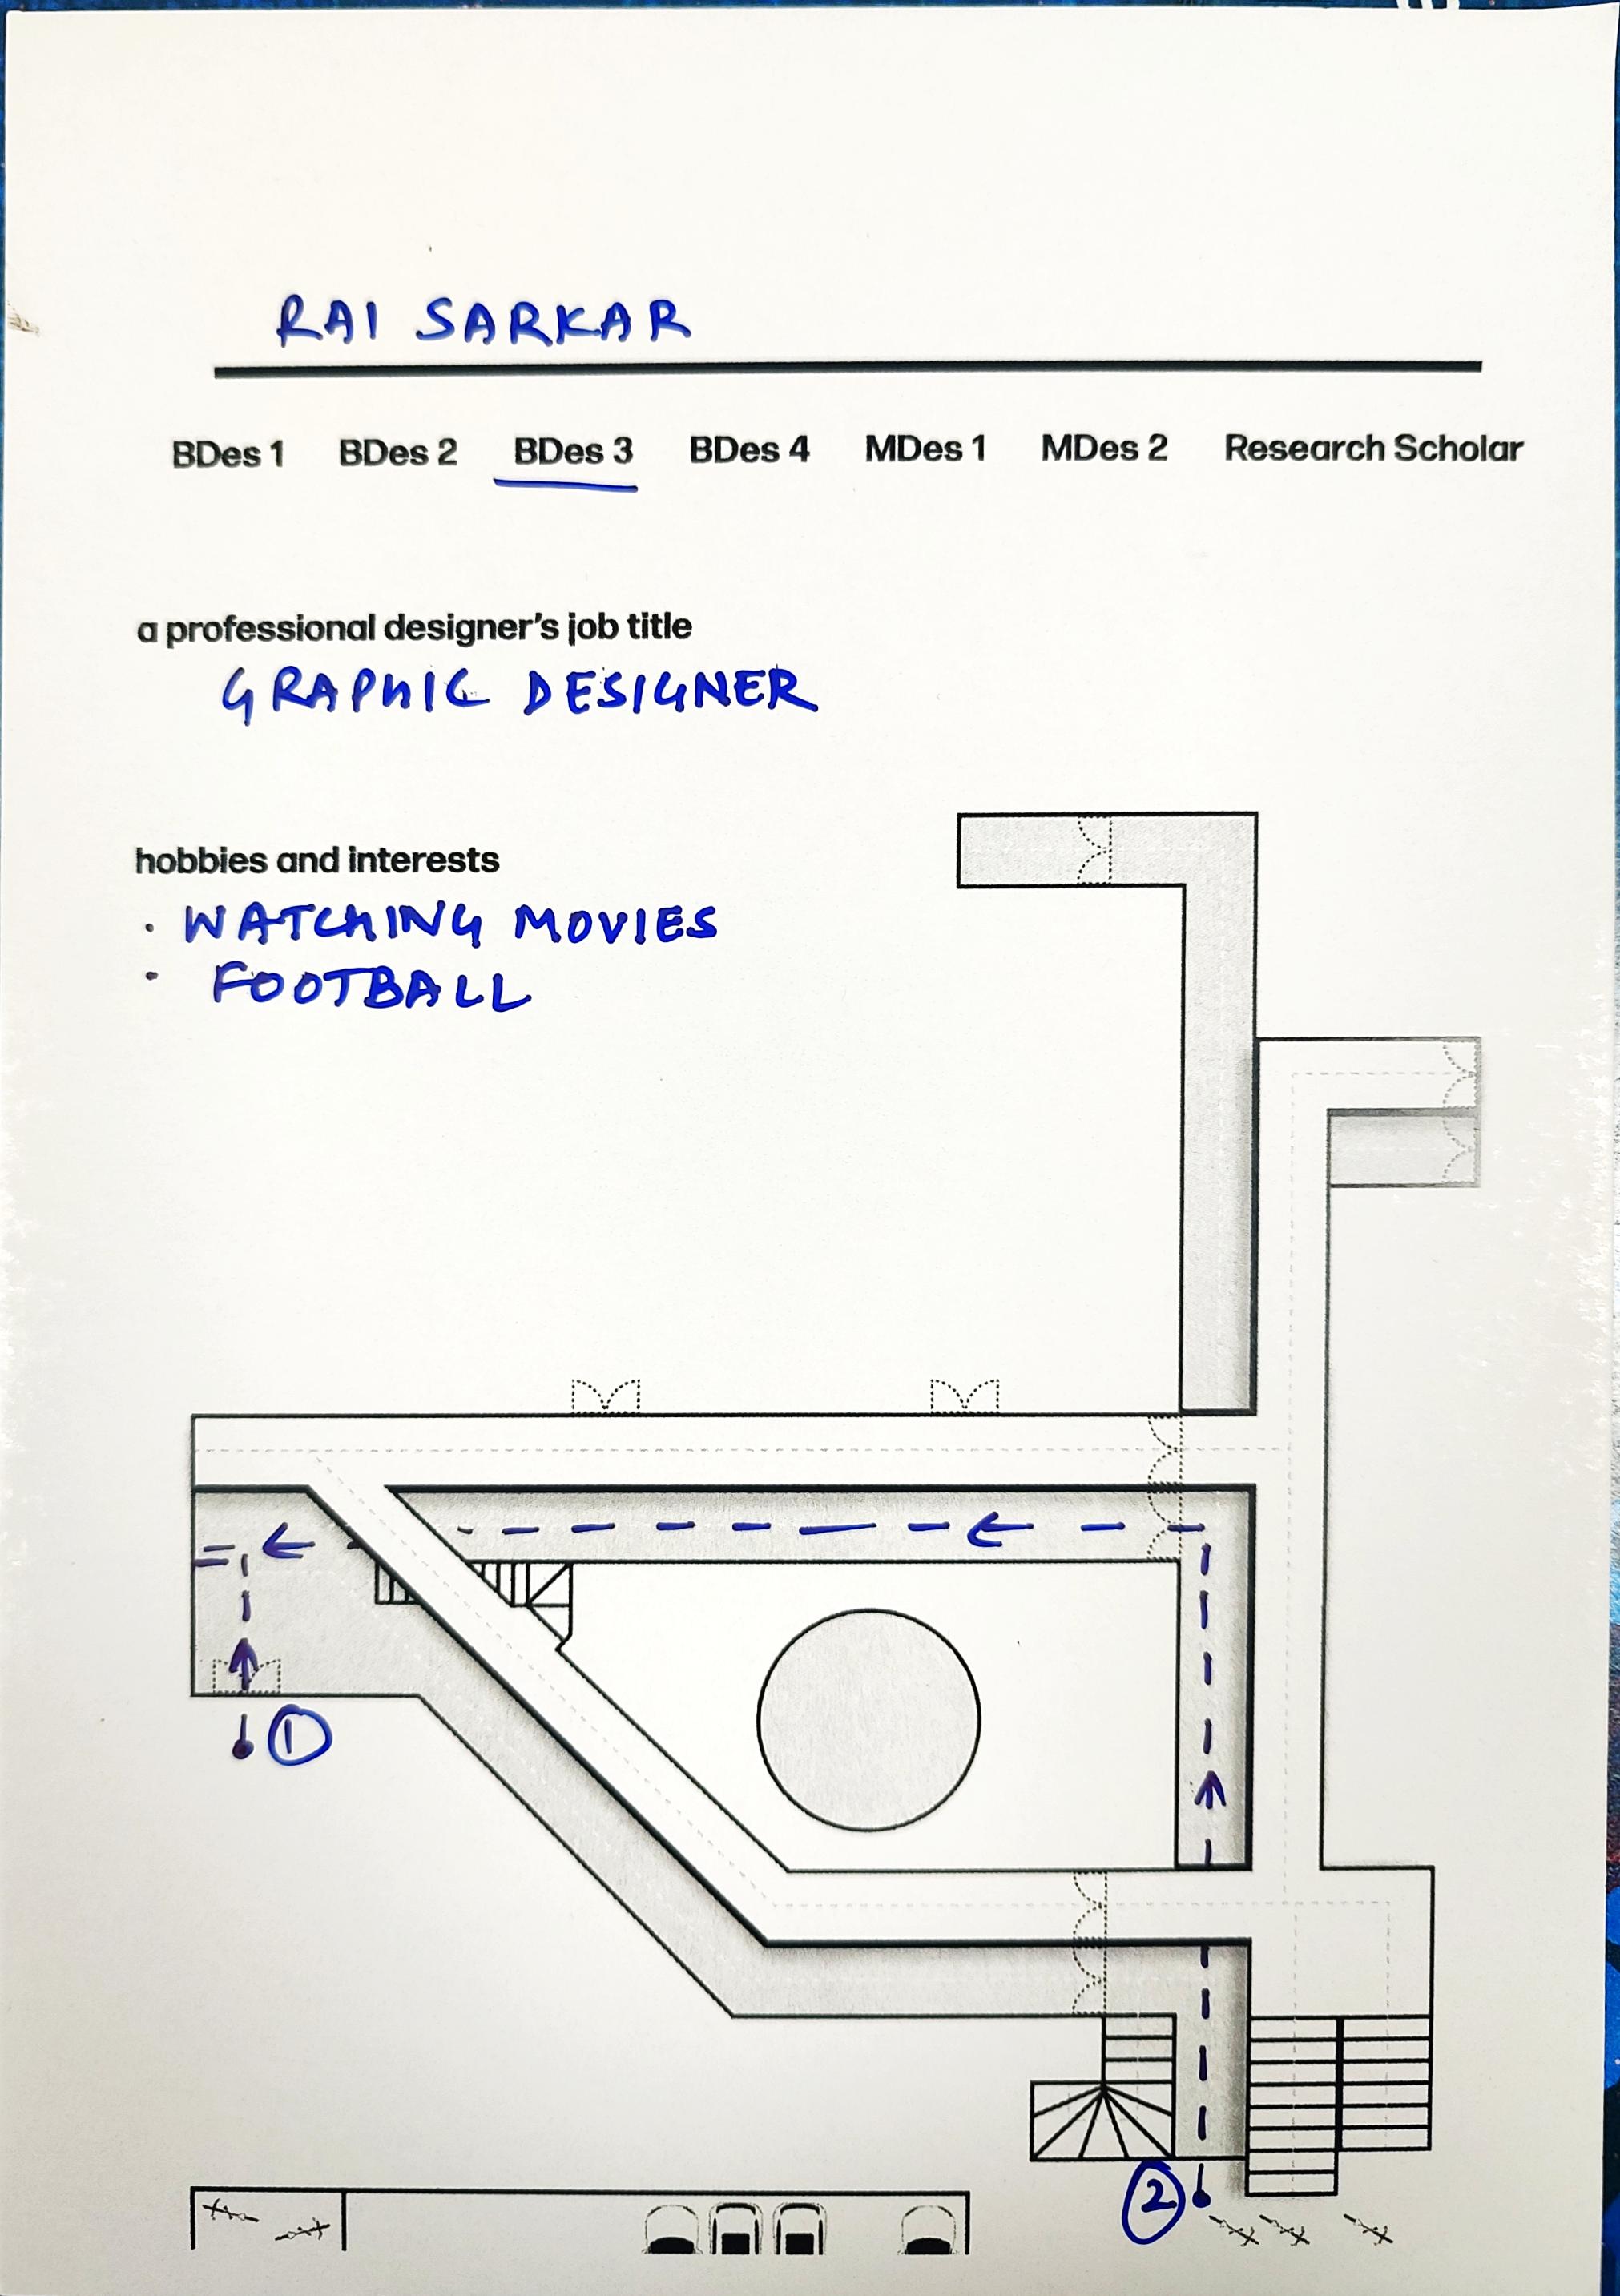 RAI SARKAR
BDes 1 BDes 2 BDes 3 BDes 4 MDes 1 MDes 2 Research Scholar
a professional designer's job title
GRAPHIC DESIGNER
hobbies and interests
· WATCHING MOVIES
· FOOTBALL
1
2